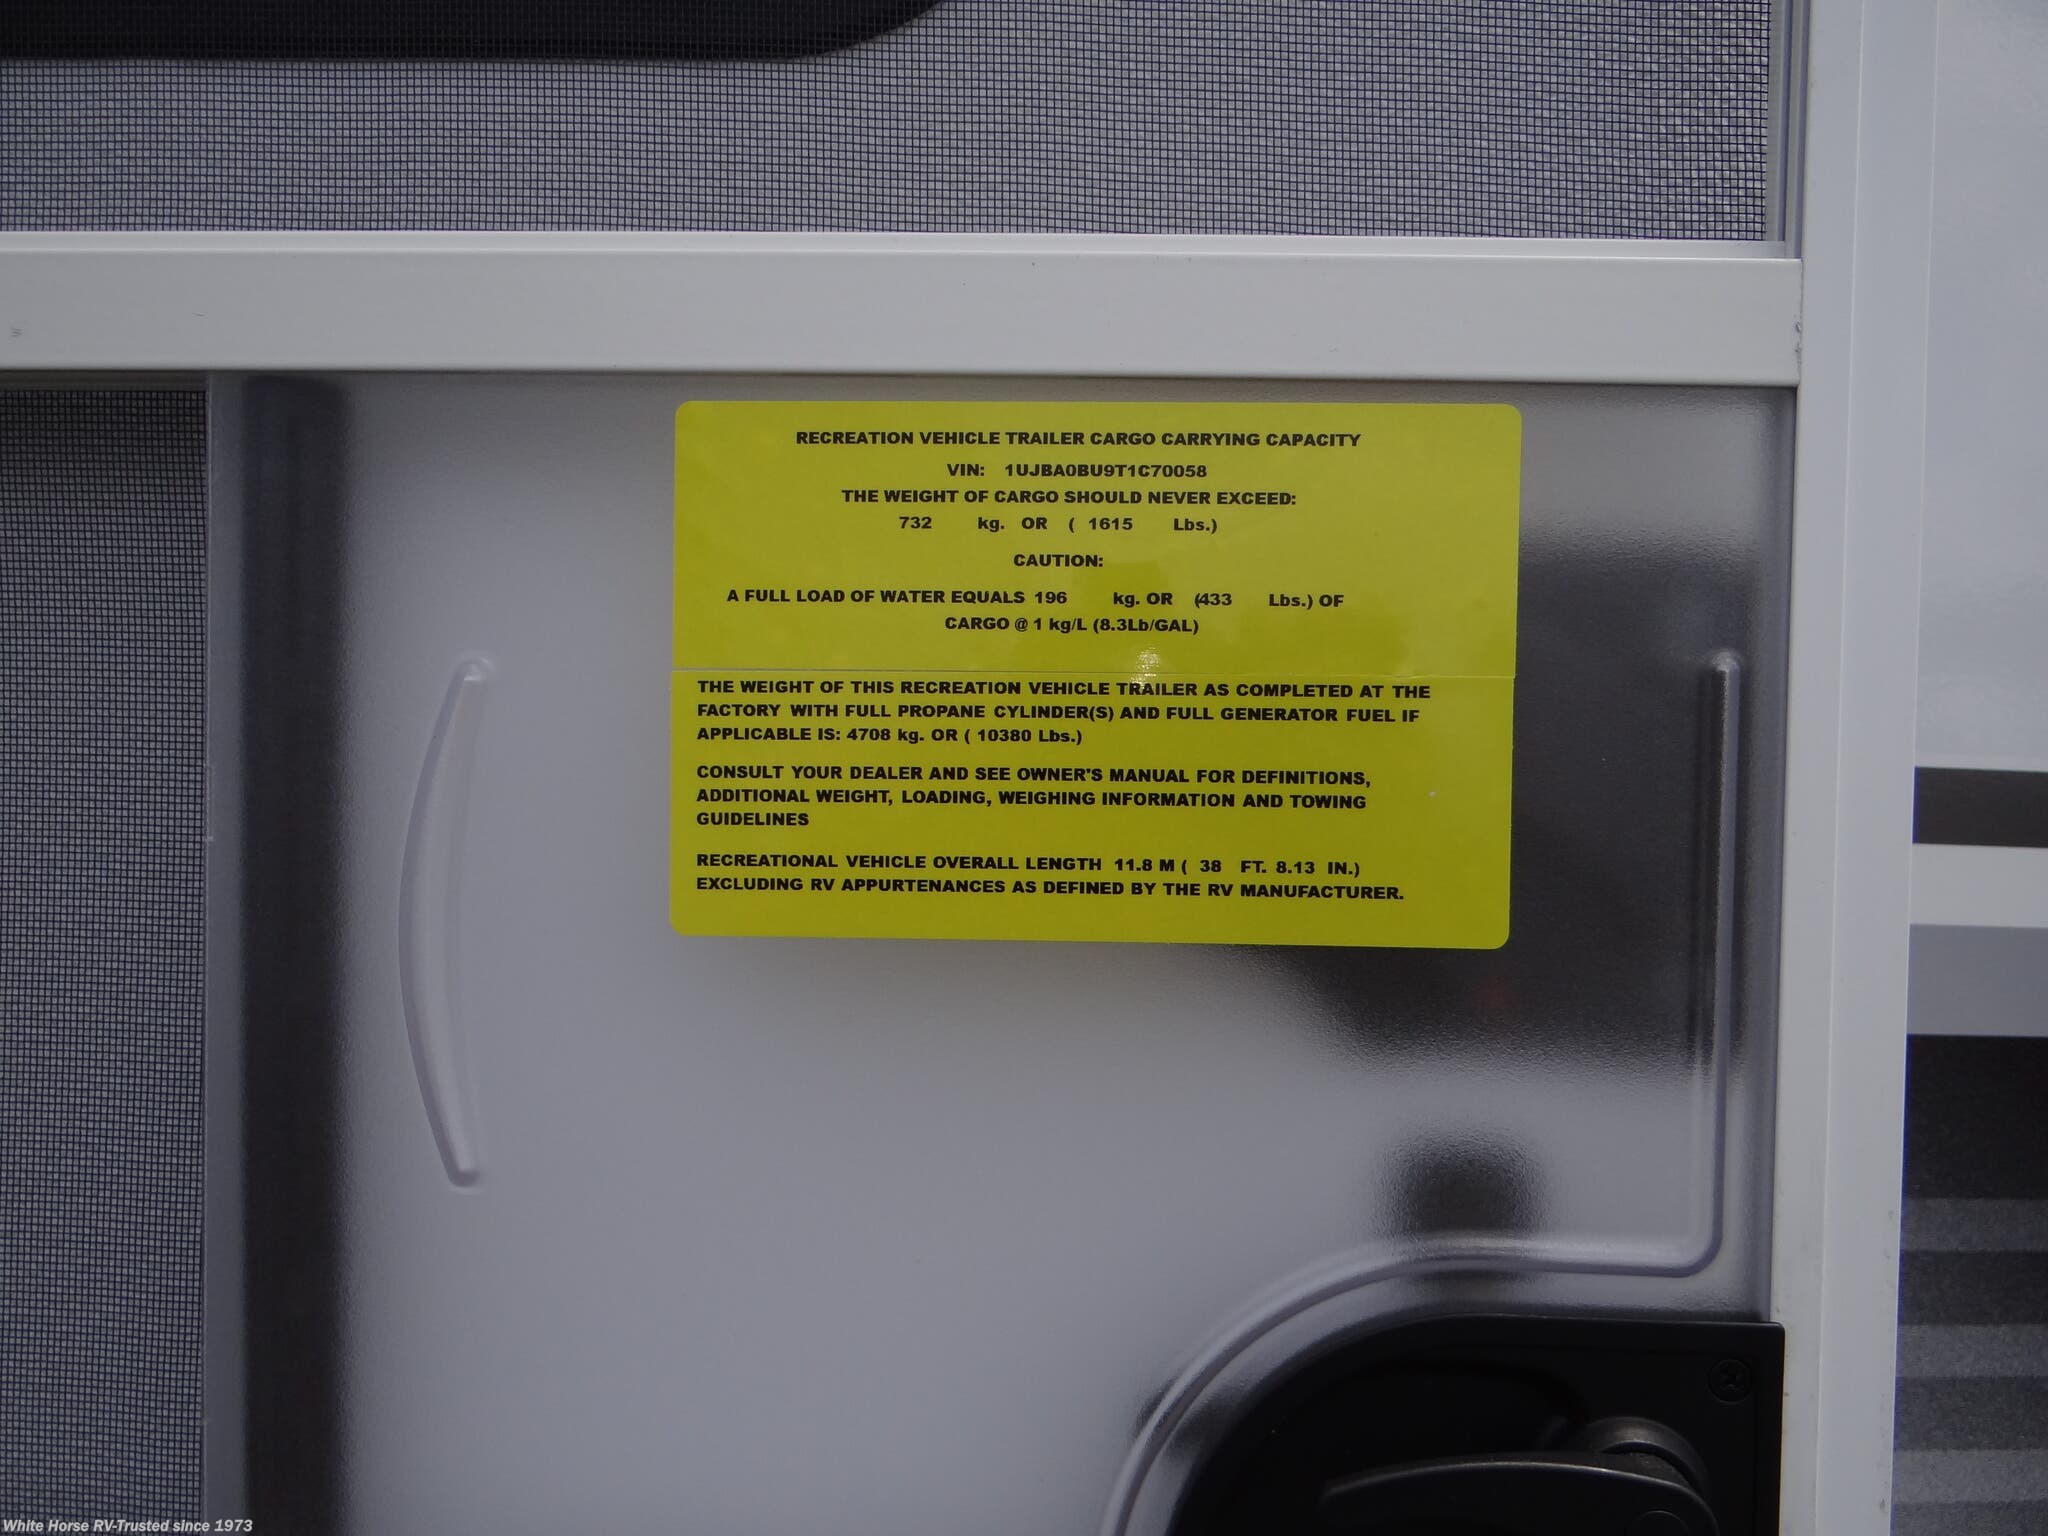 RECREATION VEHICLE TRAILER CARGO CARRYING CAPACITY
VIN: 1UJBA0BU9T1C70058
THE WEIGHT OF CARGO SHOULD NEVER EXCEED:
732 kg. OR ( 1615 Lbs.)
CAUTION:
A FULL LOAD OF WATER EQUALS 196 kg. OR (433 Lbs.) OF
CARGO @ 1 kg/L (8.3Lb/GAL)
THE WEIGHT OF THIS RECREATION VEHICLE TRAILER AS COMPLETED AT THE
FACTORY WITH FULL PROPANE CYLINDER(S) AND FULL GENERATOR FUEL IF
APPLICABLE IS: 4708 kg. OR ( 10380 Lbs.)
CONSULT YOUR DEALER AND SEE OWNER'S MANUAL FOR DEFINITIONS,
ADDITIONAL WEIGHT, LOADING, WEIGHING INFORMATION AND TOWING
GUIDELINES
RECREATIONAL VEHICLE OVERALL LENGTH 11.8 M ( 38 FT. 8.13 IN.)
EXCLUDING RV APPURTENANCES AS DEFINED BY THE RV MANUFACTURER.
White Horse RV-Trusted since 1973